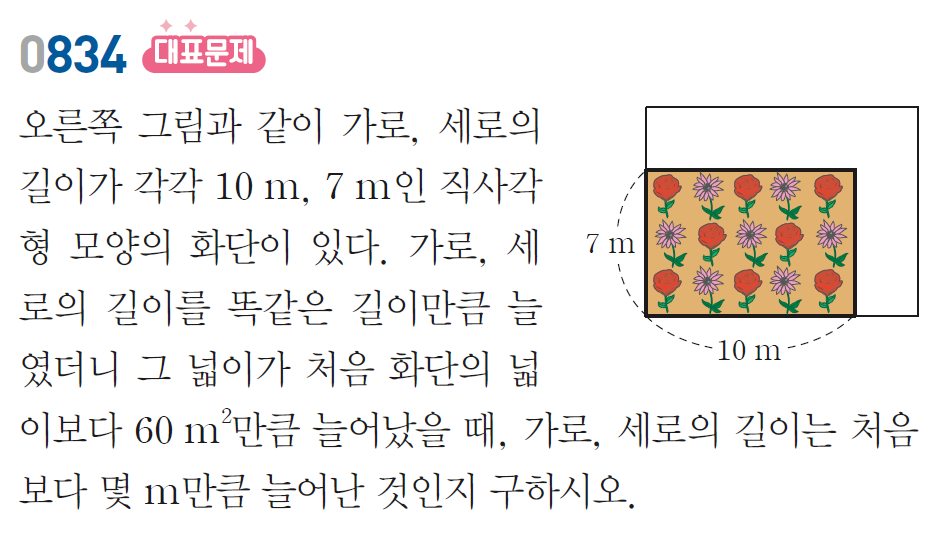 0834 대표문제
오른쪽 그림과 같이 가로, 세로의
길이가 각각 10 m, 7 m인 직사각
형 모양의 화단이 있다. 가로, 세
로의 길이를 똑같은 길이만큼 늘
였더니 그 넓이가 처음 화단의 넓
이보다 60 m²만큼 늘어났을 때, 가로, 세로의 길이는 처음
보다 몇 m만큼 늘어난 것인지 구하시오.
7 m
10 m